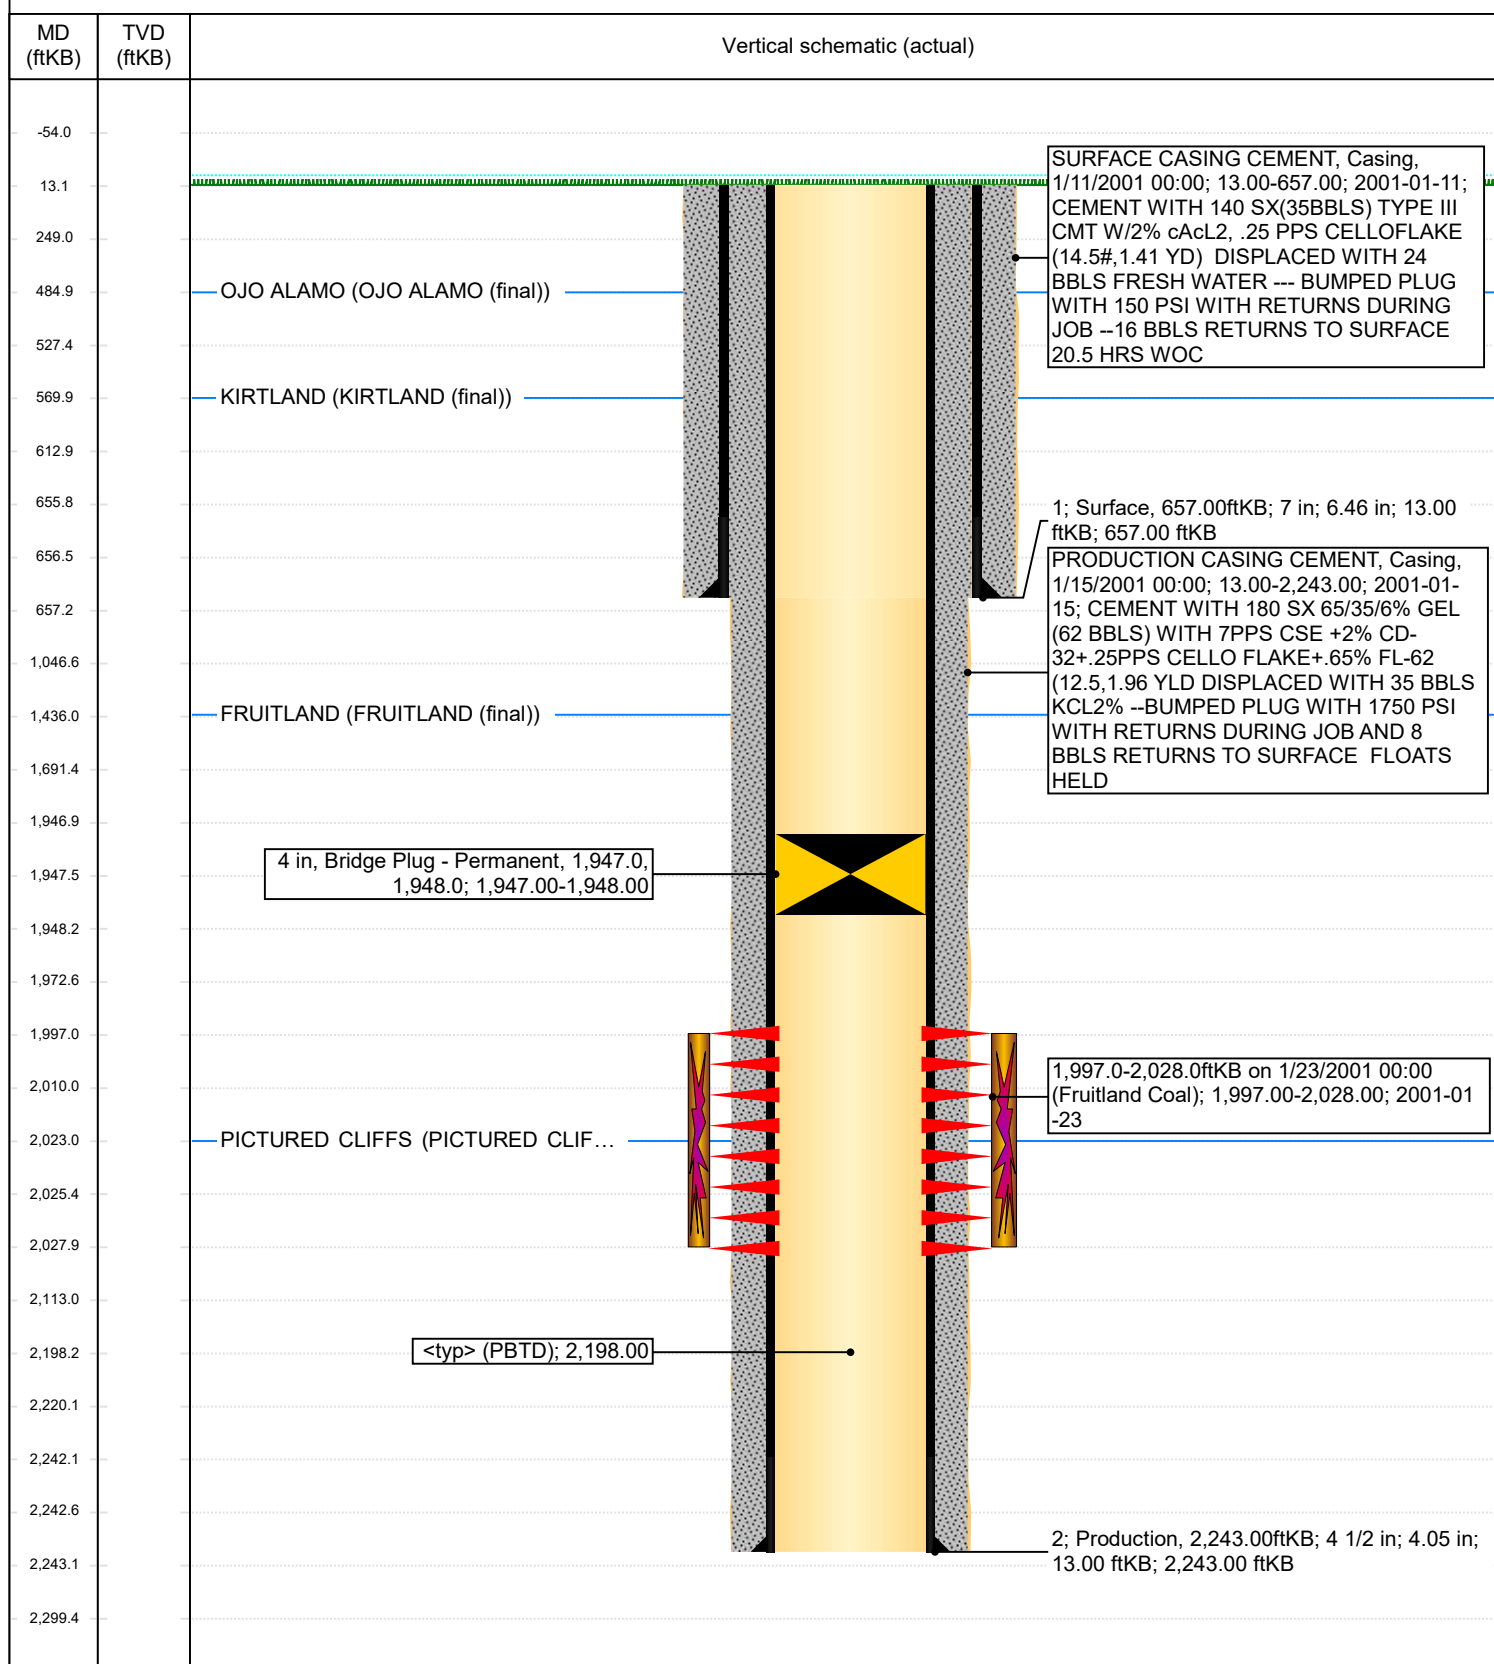 MD
(ftKB)
TVD
(ftKB)
Vertical schematic (actual)
-54.0
13.1
249.0
484.9
527.4
569.9
612.9
655.8
656.5
657.2
1,046.6
1,436.0
1,691.4
1,946.9
1,947.5
1,948.2
1,972.6
1,997.0
2,010.0
2,023.0
2,025.4
2,027.9
2,113.0
2,198.2
2,220.1
2,242.1
2,242.6
2,243.1
2,299.4
OJO ALAMO (OJO ALAMO (final))
KIRTLAND (KIRTLAND (final))
FRUITLAND (FRUITLAND (final))
4 in, Bridge Plug - Permanent, 1,947.0,
1,948.0; 1,947.00-1,948.00
PICTURED CLIFFS (PICTURED CLIF...
<typ> (PBTD); 2,198.00
SURFACE CASING CEMENT, Casing,
1/11/2001 00:00; 13.00-657.00; 2001-01-11;
CEMENT WITH 140 SX(35BBLS) TYPE III
CMT W/2% cAcL2, .25 PPS CELLOFLAKE
(14.5#,1.41 YD)  DISPLACED WITH 24
BBLS FRESH WATER --- BUMPED PLUG
WITH 150 PSI WITH RETURNS DURING
JOB --16 BBLS RETURNS TO SURFACE
20.5 HRS WOC
1; Surface, 657.00ftKB; 7 in; 6.46 in; 13.00
ftKB; 657.00 ftKB
PRODUCTION CASING CEMENT, Casing,
1/15/2001 00:00; 13.00-2,243.00; 2001-01-
15; CEMENT WITH 180 SX 65/35/6% GEL
(62 BBLS) WITH 7PPS CSE +2% CD-
32+.25PPS CELLO FLAKE+.65% FL-62
(12.5,1.96 YLD DISPLACED WITH 35 BBLS
KCL2% --BUMPED PLUG WITH 1750 PSI
WITH RETURNS DURING JOB AND 8
BBLS RETURNS TO SURFACE  FLOATS
HELD
1,997.0-2,028.0ftKB on 1/23/2001 00:00
(Fruitland Coal); 1,997.00-2,028.00; 2001-01
-23
2; Production, 2,243.00ftKB; 4 1/2 in; 4.05 in;
13.00 ftKB; 2,243.00 ftKB